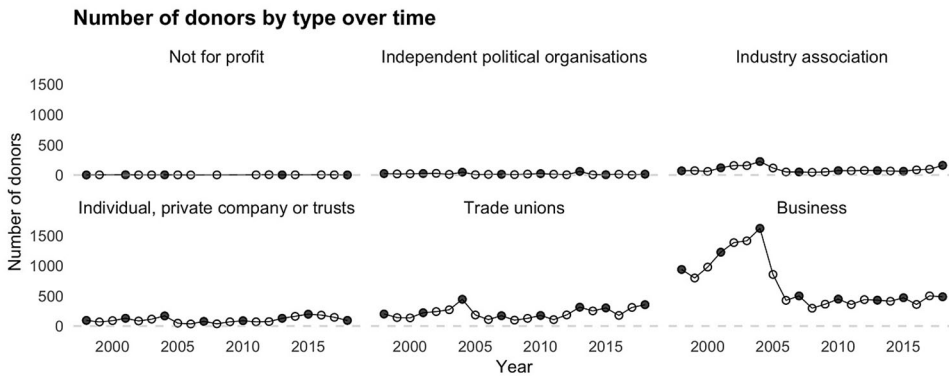 Number of donors by type over time
Not for profit
Independent political organisations
Industry association
1500
1000
500
0
Individual, private company or trusts
Trade unions
Business
1500
1000
500
0
Number of donors
2000 2005 2010 2015
2000 2005 2010 2015
2000 2005 2010 2015
Year